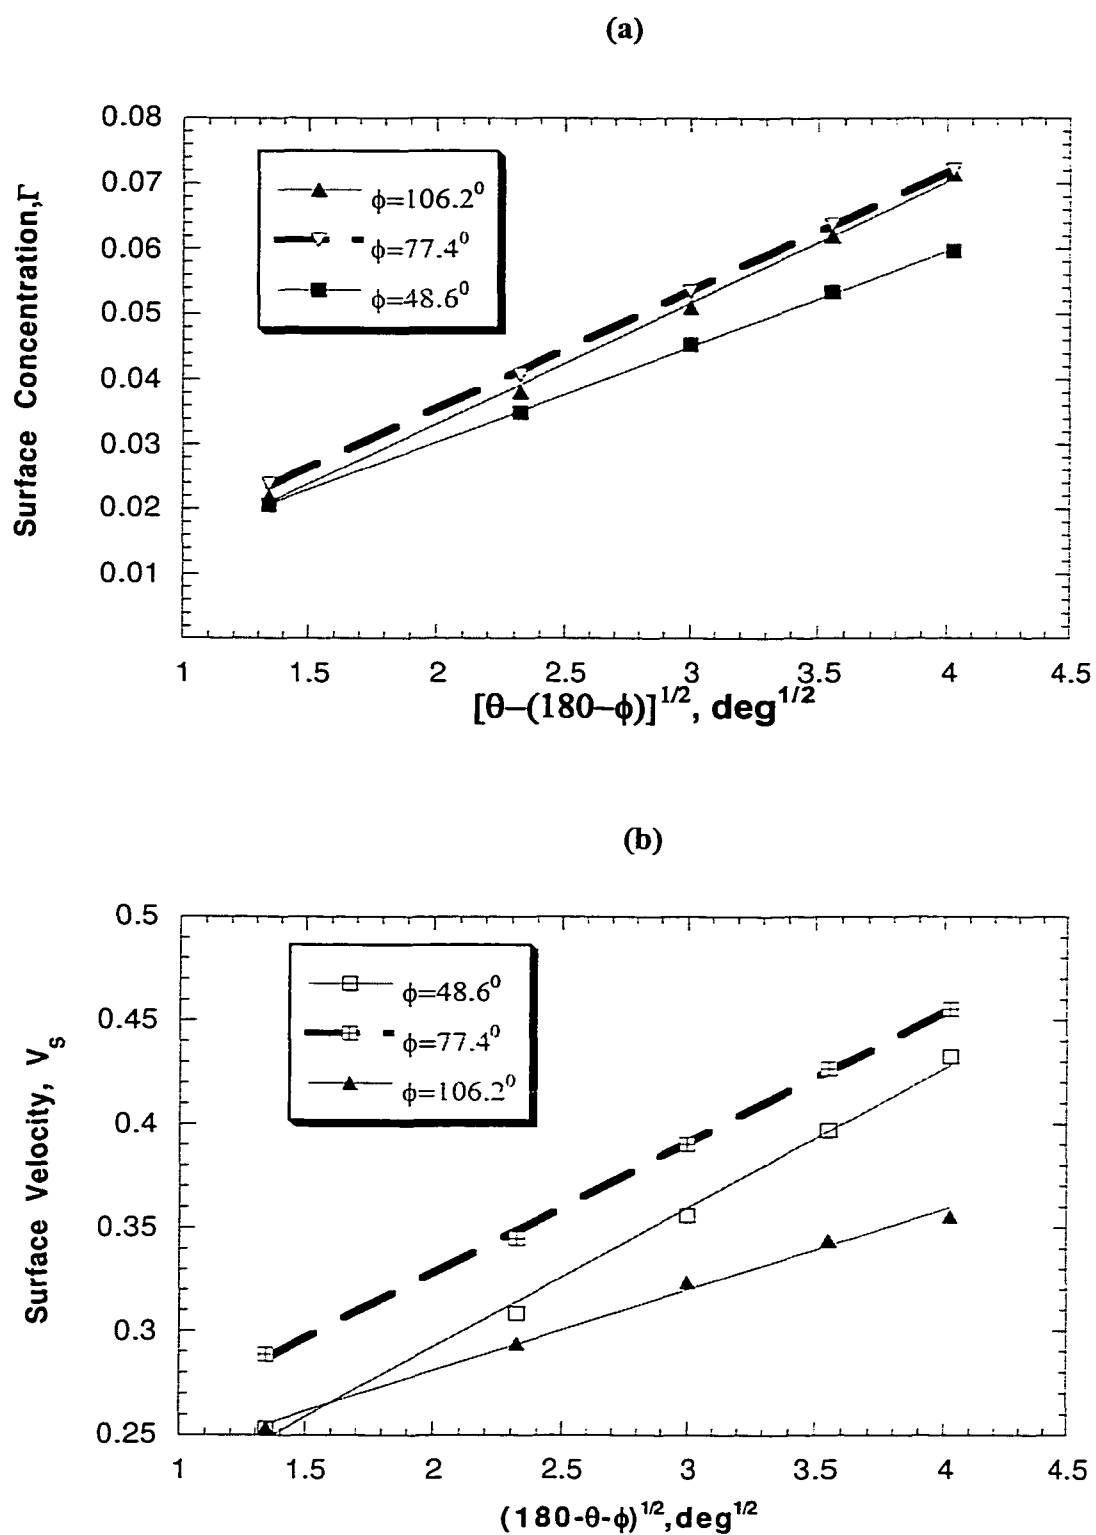 (a)
0.08
0.07
0.06
0.05
0.04
0.03
0.02
0.01
Surface Concentration,Γ
ϕ=106.2⁰
ϕ=77.4⁰
ϕ=48.6⁰
1 1.5 2 2.5 3 3.5 4 4.5
[θ–(180–ϕ)]^1/2, deg^1/2
(b)
0.5
0.45
0.4
0.35
0.3
0.25
Surface Velocity, V_s
ϕ=48.6⁰
ϕ=77.4⁰
ϕ=106.2⁰
1 1.5 2 2.5 3 3.5 4 4.5
(180-θ-ϕ)^1/2,deg^1/2